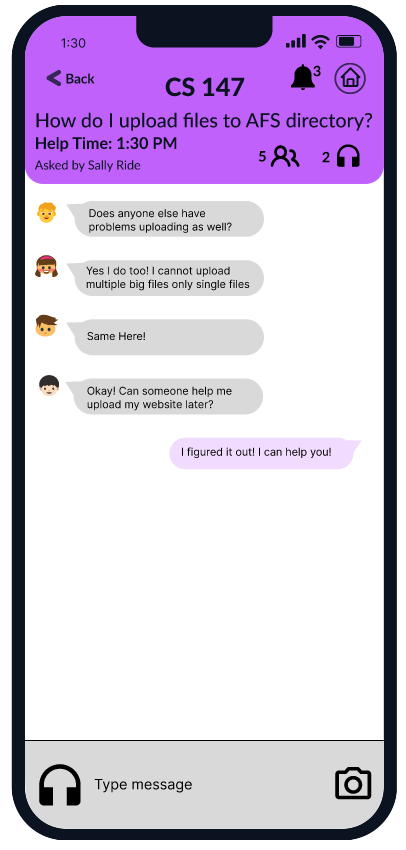 1:30
Back
CS 147
3
How do I upload files to AFS directory?
Help Time: 1:30 PM
Asked by Sally Ride
5
2
Does anyone else have
problems uploading as well?
Yes I do too! I cannot upload
multiple big files only single files
Same Here!
Okay! Can someone help me
upload my website later?
I figured it out! I can help you!
Type message